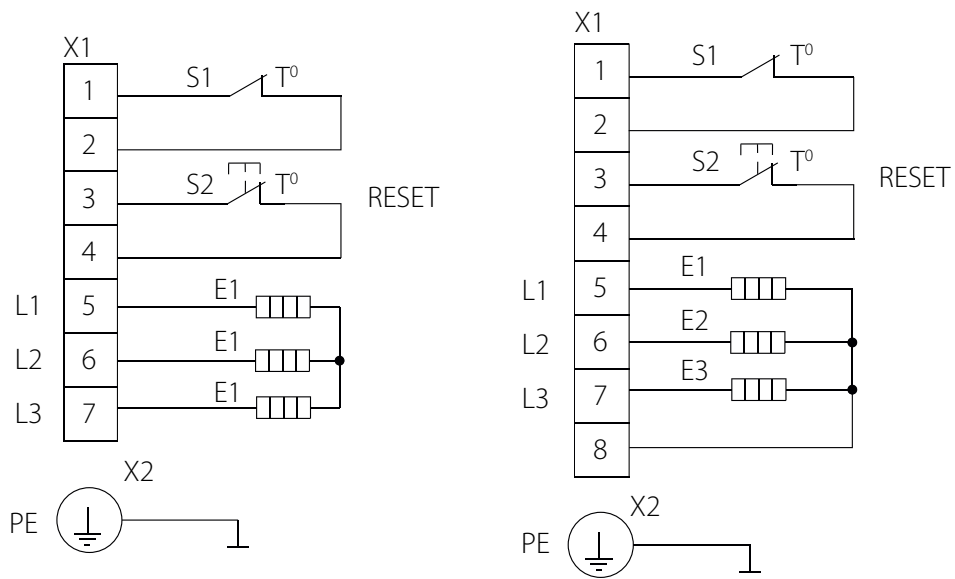 X1
1
S1 T⁰
2
3
S2 T⁰
RESET
4
L1 5 E1
L2 6 E1
L3 7 E1
X2
PE
X1
1
S1 T⁰
2
3
S2 T⁰
RESET
4
L1 5 E1
L2 6 E2
L3 7 E3
8
X2
PE